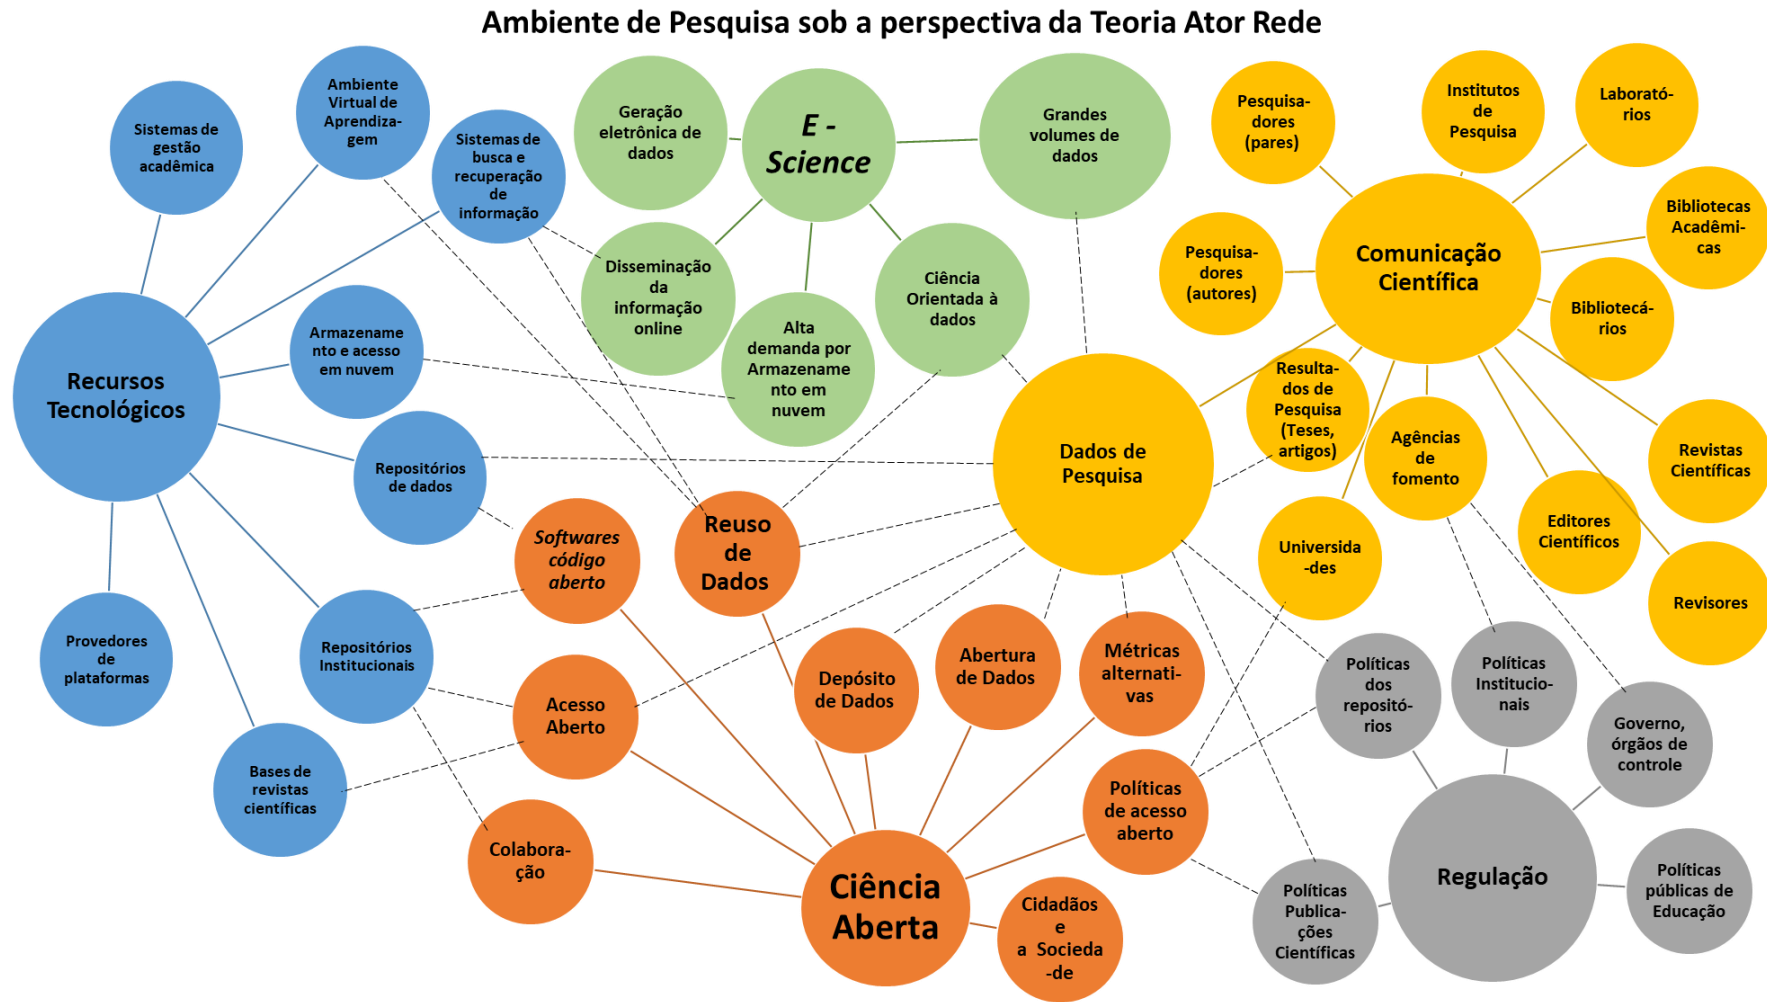 Ambiente de Pesquisa sob a perspectiva da Teoria Ator Rede
Sistemas de
gestão
acadêmica
Ambiente
Virtual de
Aprendiza-
gem
Sistemas de
busca e
recuperação
de
informação
Armazename
nto e acesso
em nuvem
Recursos
Tecnológicos
Repositórios
de dados
Provedores
de
plataformas
Repositórios
Institucionais
Bases de
revistas
científicas
Geração
eletrônica de
dados
E -
Science
Grandes
volumes de
dados
Disseminação
da
informação
online
Alta
demanda por
Armazename
nto em
nuvem
Ciência
Orientada à
dados
Pesquisa-
dores
(pares)
Institutos
de
Pesquisa
Laborató-
rios
Bibliotecas
Acadêmi-
cas
Pesquisa-
dores
(autores)
Comunicação
Científica
Bibliotecá-
rios
Dados de
Pesquisa
Resulta-
dos de
Pesquisa
(Teses,
artigos)
Agências
de
fomento
Revistas
Científicas
Editores
Científicos
Universida
-des
Revisores
Softwares
código
aberto
Reuso
de
Dados
Acesso
Aberto
Depósito
de Dados
Abertura
de Dados
Métricas
alternati-
vas
Políticas
de acesso
aberto
Colabora-
ção
Ciência
Aberta
Cidadãos
e
a Socieda
-de
Políticas
dos
repositó-
rios
Políticas
Institucio-
nais
Governo,
órgãos de
controle
Regulação
Políticas
públicas de
Educação
Políticas
Publica-
ções
Científicas